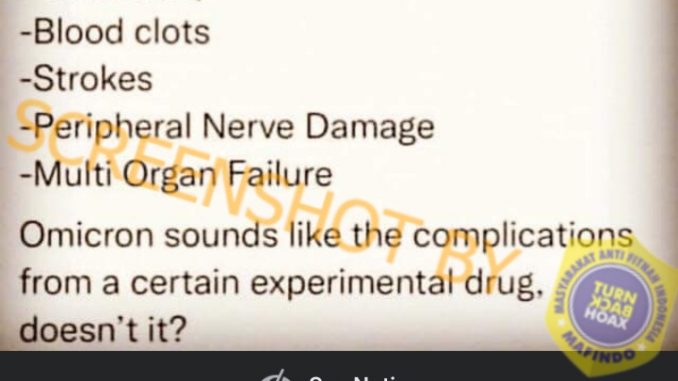 -Blood clots
-Strokes
-Peripheral Nerve Damage
-Multi Organ Failure
Omicron sounds like the complications
from a certain experimental drug,
doesn't it?
SCREENSHOT BY
MASYARAKAT ANTI FITNAH INDONESIA
TURN
BACK
HOAX
MAFINDO